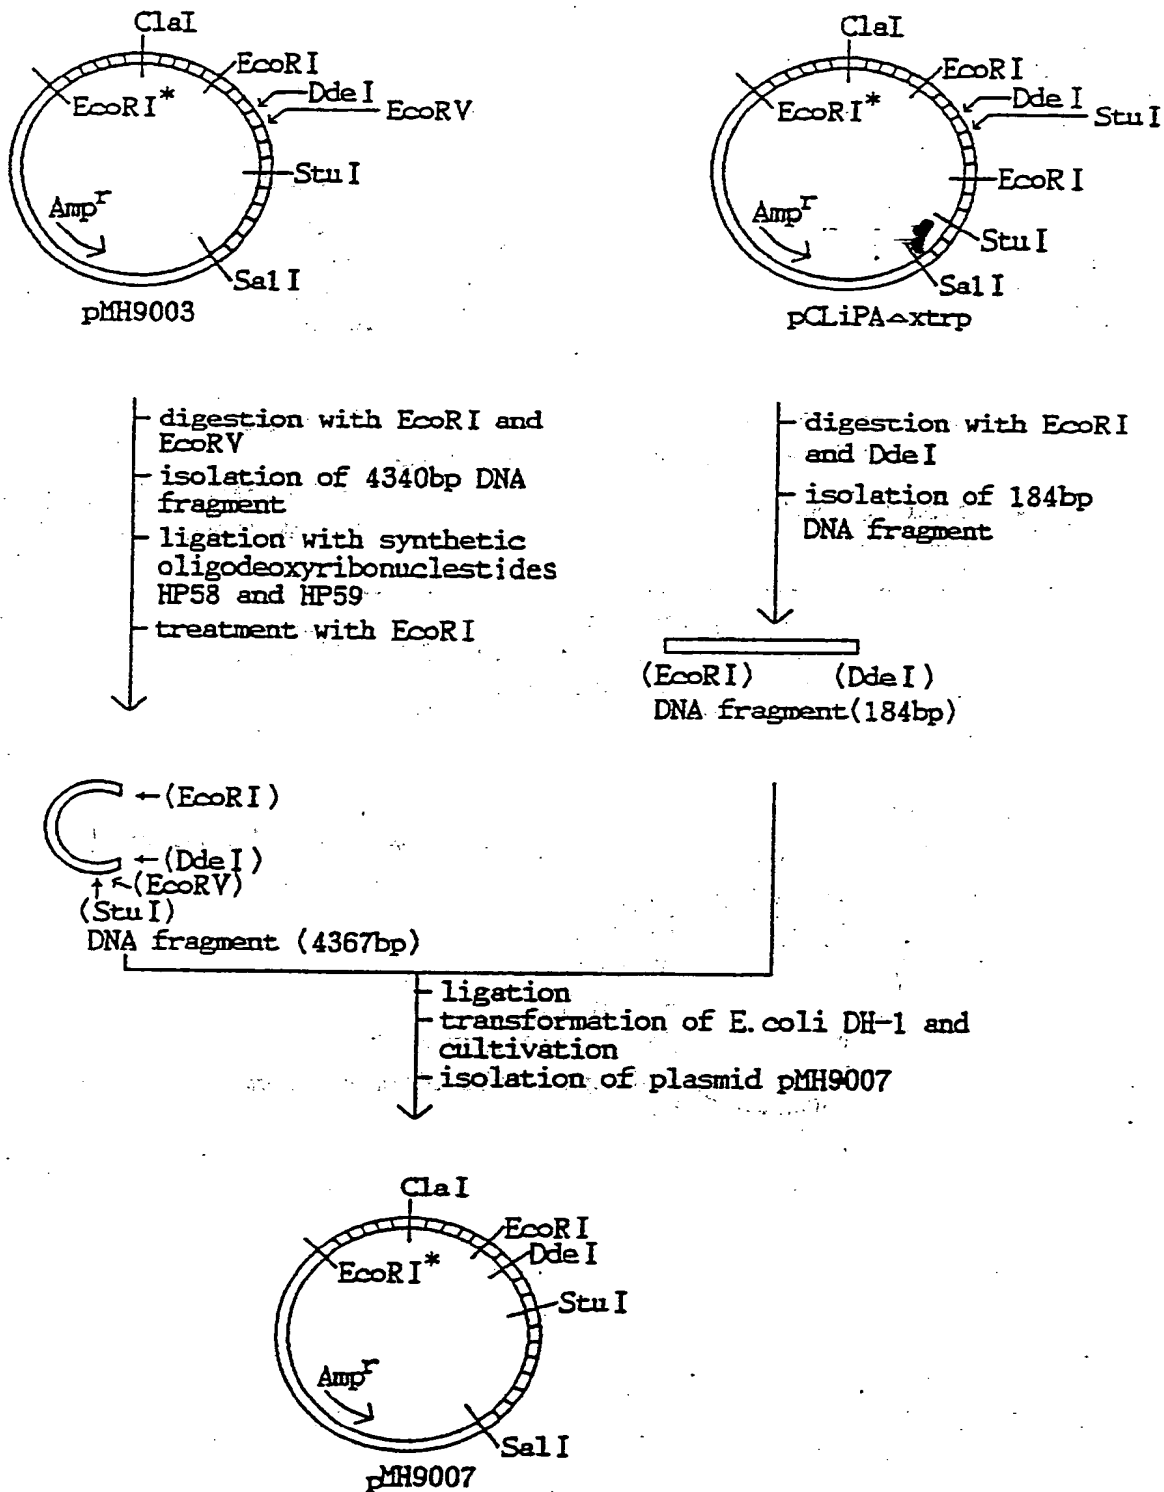 ClaI
EcoRI
DdeI
EcoRV
EcoRI*
StuI
Amp^r
SalI
pMH9003
ClaI
EcoRI
DdeI
StuI
EcoRI*
EcoRI
Amp^r
StuI
SalI
pCLiPA△xtrp
digestion with EcoRI and
EcoRV
isolation of 4340bp DNA
fragment
ligation with synthetic
oligodeoxyribonuclestides
HP58 and HP59
treatment with EcoRI
digestion with EcoRI
and DdeI
isolation of 184bp
DNA fragment
(EcoRI) (DdeI)
DNA fragment(184bp)
←(EcoRI)
←(DdeI)
(EcoRV)
(StuI)
DNA fragment (4367bp)
ligation
transformation of E.coli DH-1 and
cultivation
isolation of plasmid pMH9007
ClaI
EcoRI
DdeI
EcoRI*
StuI
Amp^r
SalI
pMH9007